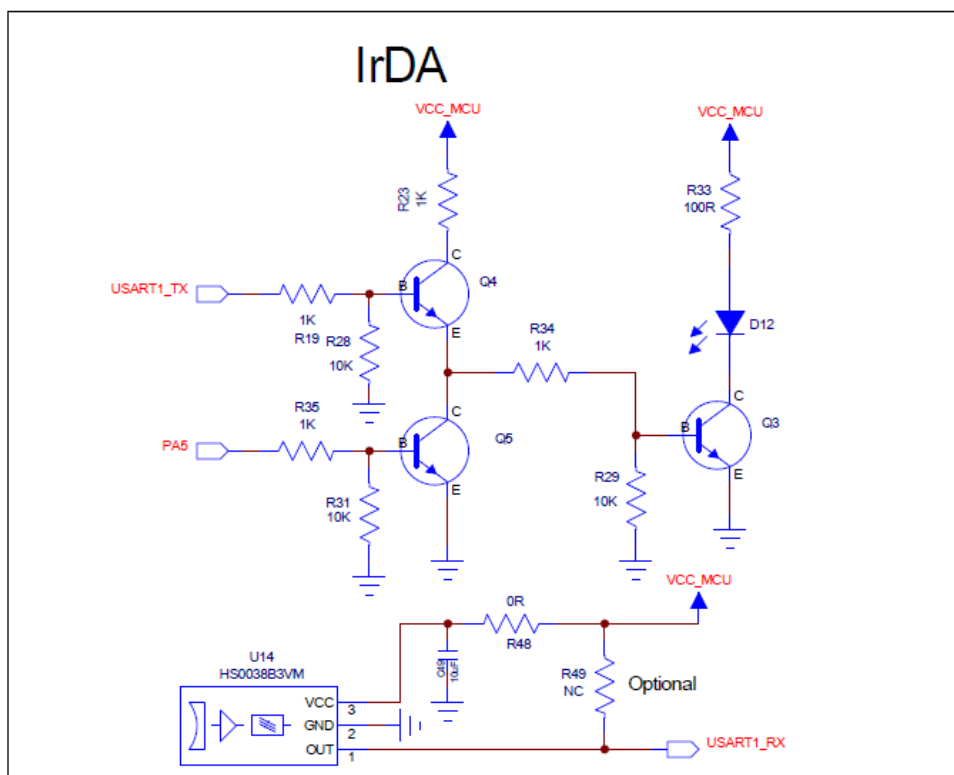 IrDA
VCC_MCU
VCC_MCU
R23
1K
R33
100R
C
Q4
USART1_TX
B
1K
R19
R28
10K
E
R34
1K
D12
R35
1K
C
Q5
C
Q3
PA5
B
B
R31
10K
E
R29
10K
E
VCC_MCU
0R
R48
U14
HS0038B3VM
C49
10uF
R49
NC
Optional
VCC
3
GND
2
OUT
1
USART1_RX